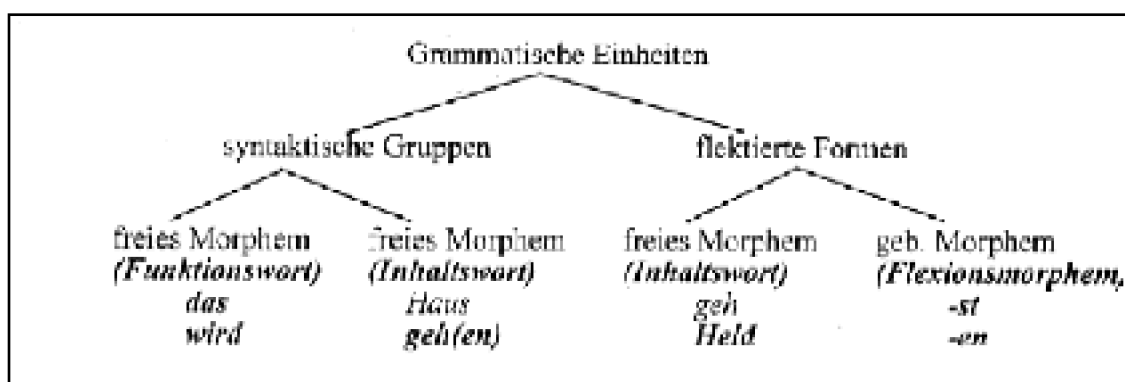 Grammatische Einheiten
syntaktische Gruppen flektierte Formen
freies Morphem freies Morphem freies Morphem geb. Morphem
(Funktionswort) (Inhaltswort) (Inhaltswort) (Flexionsmorphem,
das Haus geh -st
wird geh(en) Held -en